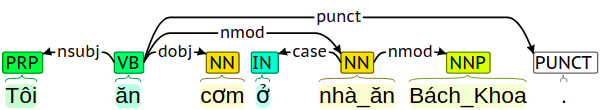 punct
nmod
nsubj dobj case nmod
PRP VB NN IN NN NNP PUNCT
Tôi ăn cơm ở nhà_ăn Bách_Khoa .